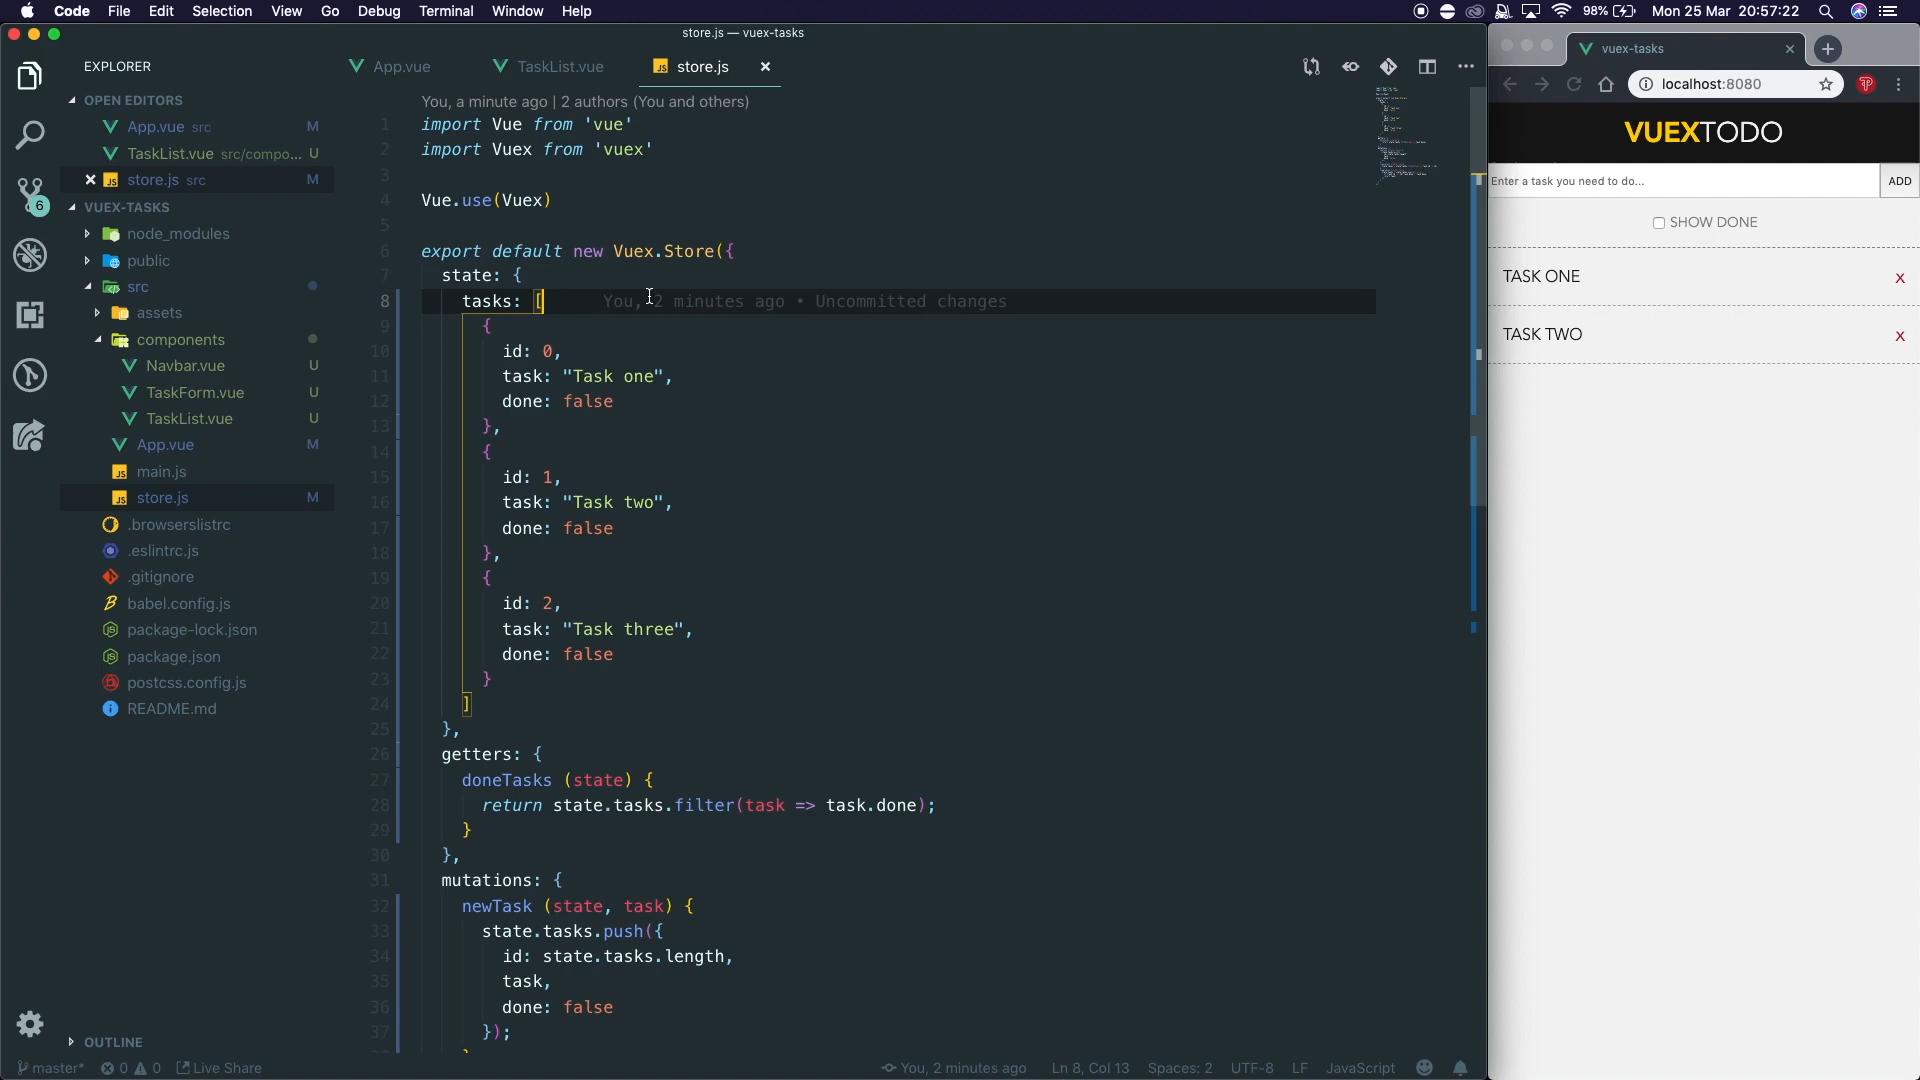 Code File Edit Selection View Go Debug Terminal Window Help
98% Mon 25 Mar 20:57:22
store.js — vuex-tasks
EXPLORER
OPEN EDITORS
App.vue src M
TaskList.vue src/compo... U
store.js src M
VUEX-TASKS
node_modules
public
src
assets
components
Navbar.vue U
TaskForm.vue U
TaskList.vue U
App.vue M
main.js
store.js M
.browserslistrc
.eslintrc.js
.gitignore
babel.config.js
package-lock.json
package.json
postcss.config.js
README.md
OUTLINE
6
App.vue TaskList.vue store.js
You, a minute ago | 2 authors (You and others)
1 import Vue from 'vue'
2 import Vuex from 'vuex'
3
4 Vue.use(Vuex)
5
6 export default new Vuex.Store({
7 state: {
8 tasks: [ You, 2 minutes ago • Uncommitted changes
9 {
10 id: 0,
11 task: "Task one",
12 done: false
13 },
14 {
15 id: 1,
16 task: "Task two",
17 done: false
18 },
19 {
20 id: 2,
21 task: "Task three",
22 done: false
23 }
24 ]
25 },
26 getters: {
27 doneTasks (state) {
28 return state.tasks.filter(task => task.done);
29 }
30 },
31 mutations: {
32 newTask (state, task) {
33 state.tasks.push({
34 id: state.tasks.length,
35 task,
36 done: false
37 });
master* 0 0 Live Share
You, 2 minutes ago Ln 8, Col 13 Spaces: 2 UTF-8 LF JavaScript
vuex-tasks
localhost:8080
VUEXTODO
Enter a task you need to do...
ADD
SHOW DONE
TASK ONE X
TASK TWO X